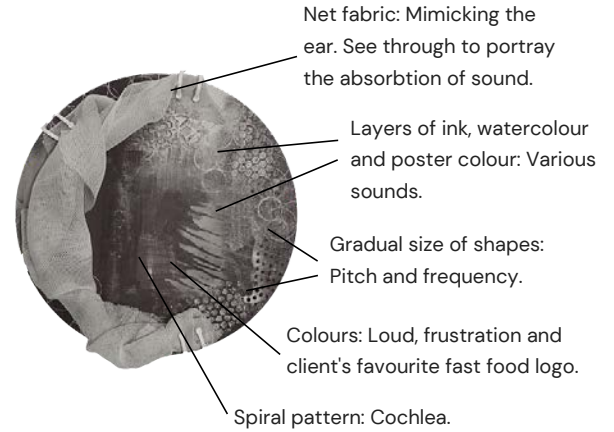 Net fabric: Mimicking the
ear. See through to portray
the absorbtion of sound.
Layers of ink, watercolour
and poster colour: Various
sounds.
Gradual size of shapes:
Pitch and frequency.
Colours: Loud, frustration and
client's favourite fast food logo.
Spiral pattern: Cochlea.